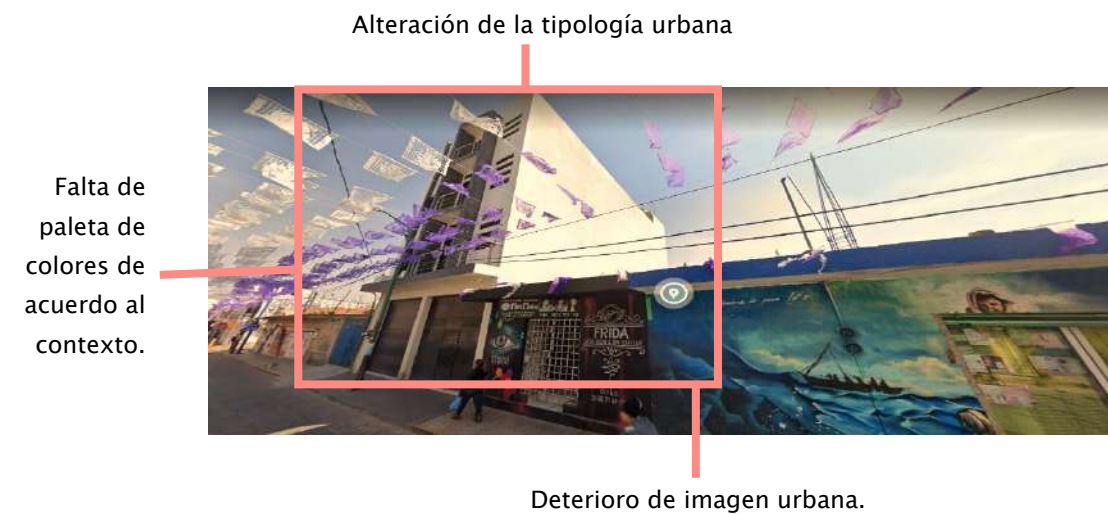 Alteración de la tipología urbana
Falta de
paleta de
colores de
acuerdo al
contexto.
FRIDA
Deterioro de imagen urbana.